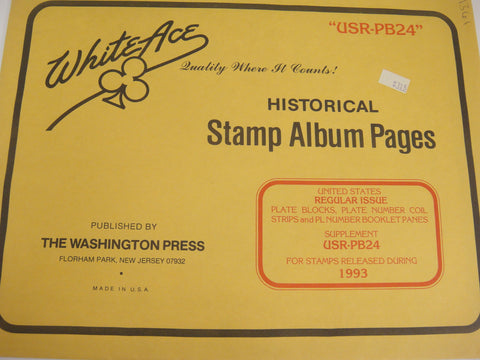 "USR-PB24"
White Ace
Quality Where It Counts!
HISTORICAL
Stamp Album Pages
UNITED STATES
REGULAR ISSUE
PLATE BLOCKS, PLATE NUMBER COIL
STRIPS and PL NUMBER BOOKLET PANES
SUPPLEMENT
USR-PB24
FOR STAMPS RELEASED DURING
1993
PUBLISHED BY
THE WASHINGTON PRESS
FLORHAM PARK, NEW JERSEY 07932
MADE IN U.S.A.